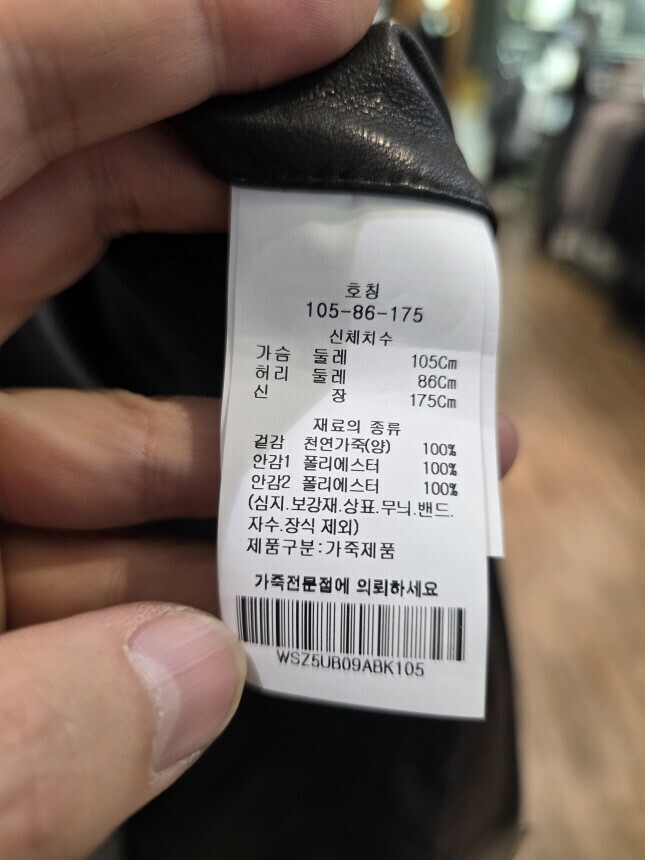 호칭
105-86-175
신체치수
가슴 둘레 105Cm
허리 둘레 86Cm
신 장 175Cm
재료의 종류
겉감 천연가죽(양) 100%
안감1 폴리에스터 100%
안감2 폴리에스터 100%
(심지.보강재.상표.무늬.밴드.
자수.장식 제외)
제품구분:가죽제품
가죽전문점에 의뢰하세요
WSZ5UB09ABK105